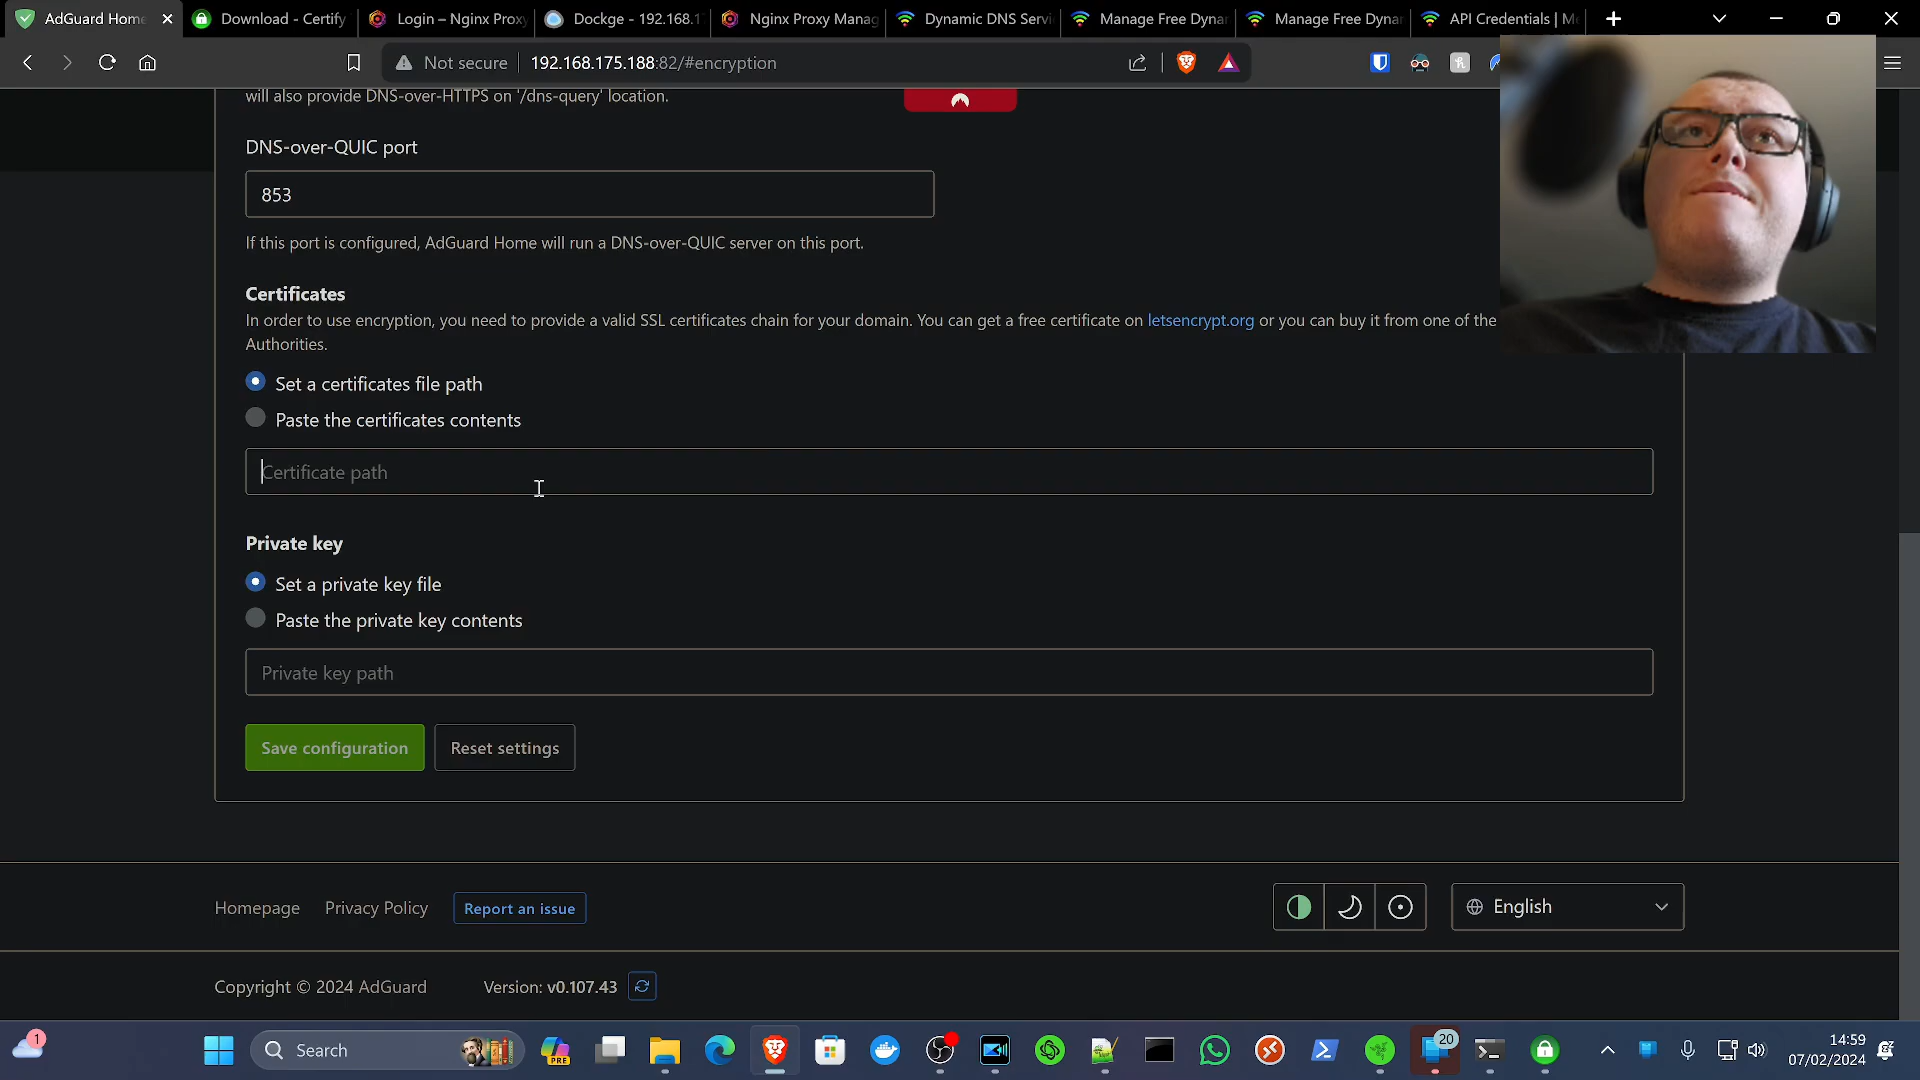 AdGuard Home
Download - Certify
Login – Nginx Proxy
Dockge - 192.168.1
Nginx Proxy Manag
Dynamic DNS Servi
Manage Free Dynar
Manage Free Dynar
API Credentials | M
Not secure
192.168.175.188:82/#encryption
will also provide DNS-over-HTTPS on '/dns-query' location.
DNS-over-QUIC port
853
If this port is configured, AdGuard Home will run a DNS-over-QUIC server on this port.
Certificates
In order to use encryption, you need to provide a valid SSL certificates chain for your domain. You can get a free certificate on letsencrypt.org or you can buy it from one of the
Authorities.
Set a certificates file path
Paste the certificates contents
Certificate path
Private key
Set a private key file
Paste the private key contents
Private key path
Save configuration
Reset settings
Homepage
Privacy Policy
Report an issue
English
Copyright © 2024 AdGuard
Version: v0.107.43
1
Search
PRE
20
14:59
07/02/2024